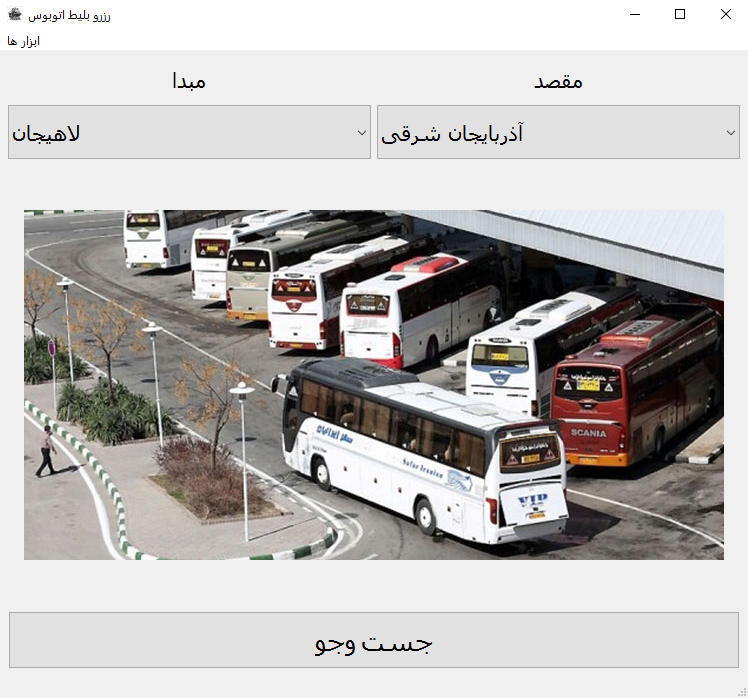 رزرو بلیط اتوبوس
ابزار ها
مقصد
مبدا
آذربایجان شرقی
لاهیجان
SCANIA
سفر ایرانیان
Safar Iranian
VIP
جست وجو